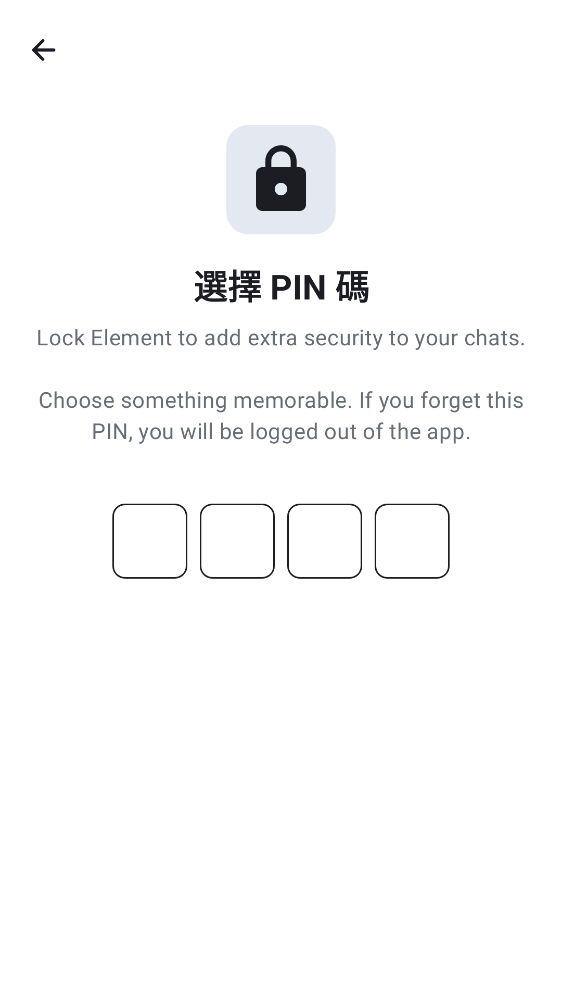 選擇 PIN 碼
Lock Element to add extra security to your chats.
Choose something memorable. If you forget this
PIN, you will be logged out of the app.